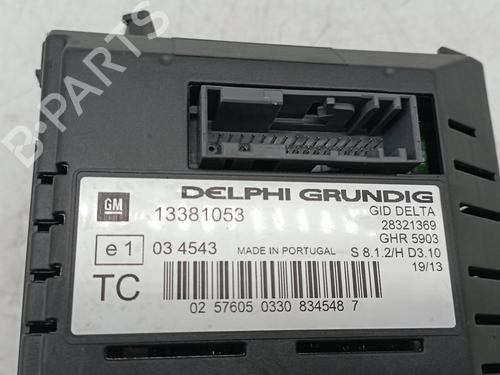 B-PARTS
DELPHI GRUNDIG
GM 13381053
GID DELTA
28321369
GHR 5903
e1 03 4543
MADE IN PORTUGAL
S 8.1.2/H D3.10
19/13
TC
02 57605 0330 834548 7